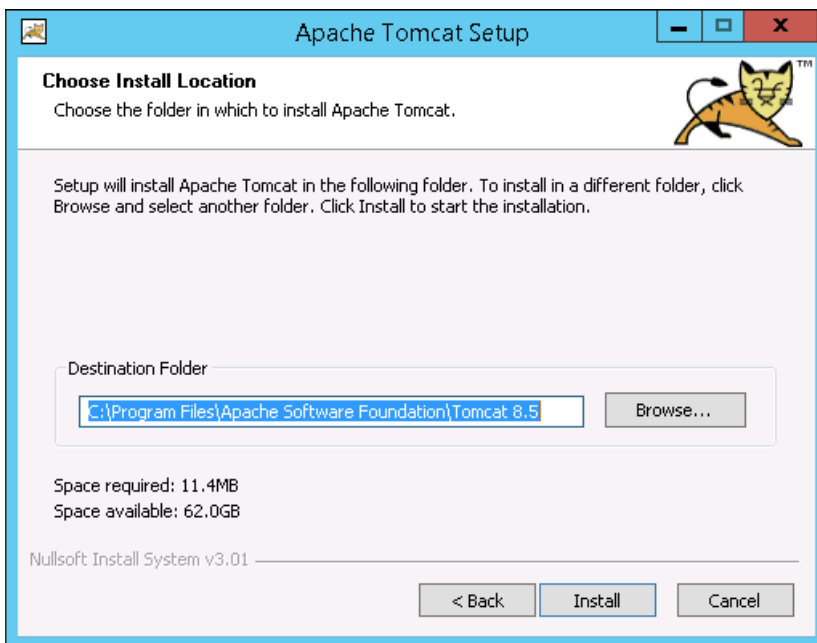 Apache Tomcat Setup
Choose Install Location
Choose the folder in which to install Apache Tomcat.
TM
Setup will install Apache Tomcat in the following folder. To install in a different folder, click
Browse and select another folder. Click Install to start the installation.
Destination Folder
C:\Program Files\Apache Software Foundation\Tomcat 8.5
Browse...
Space required: 11.4MB
Space available: 62.0GB
Nullsoft Install System v3.01
< Back
Install
Cancel